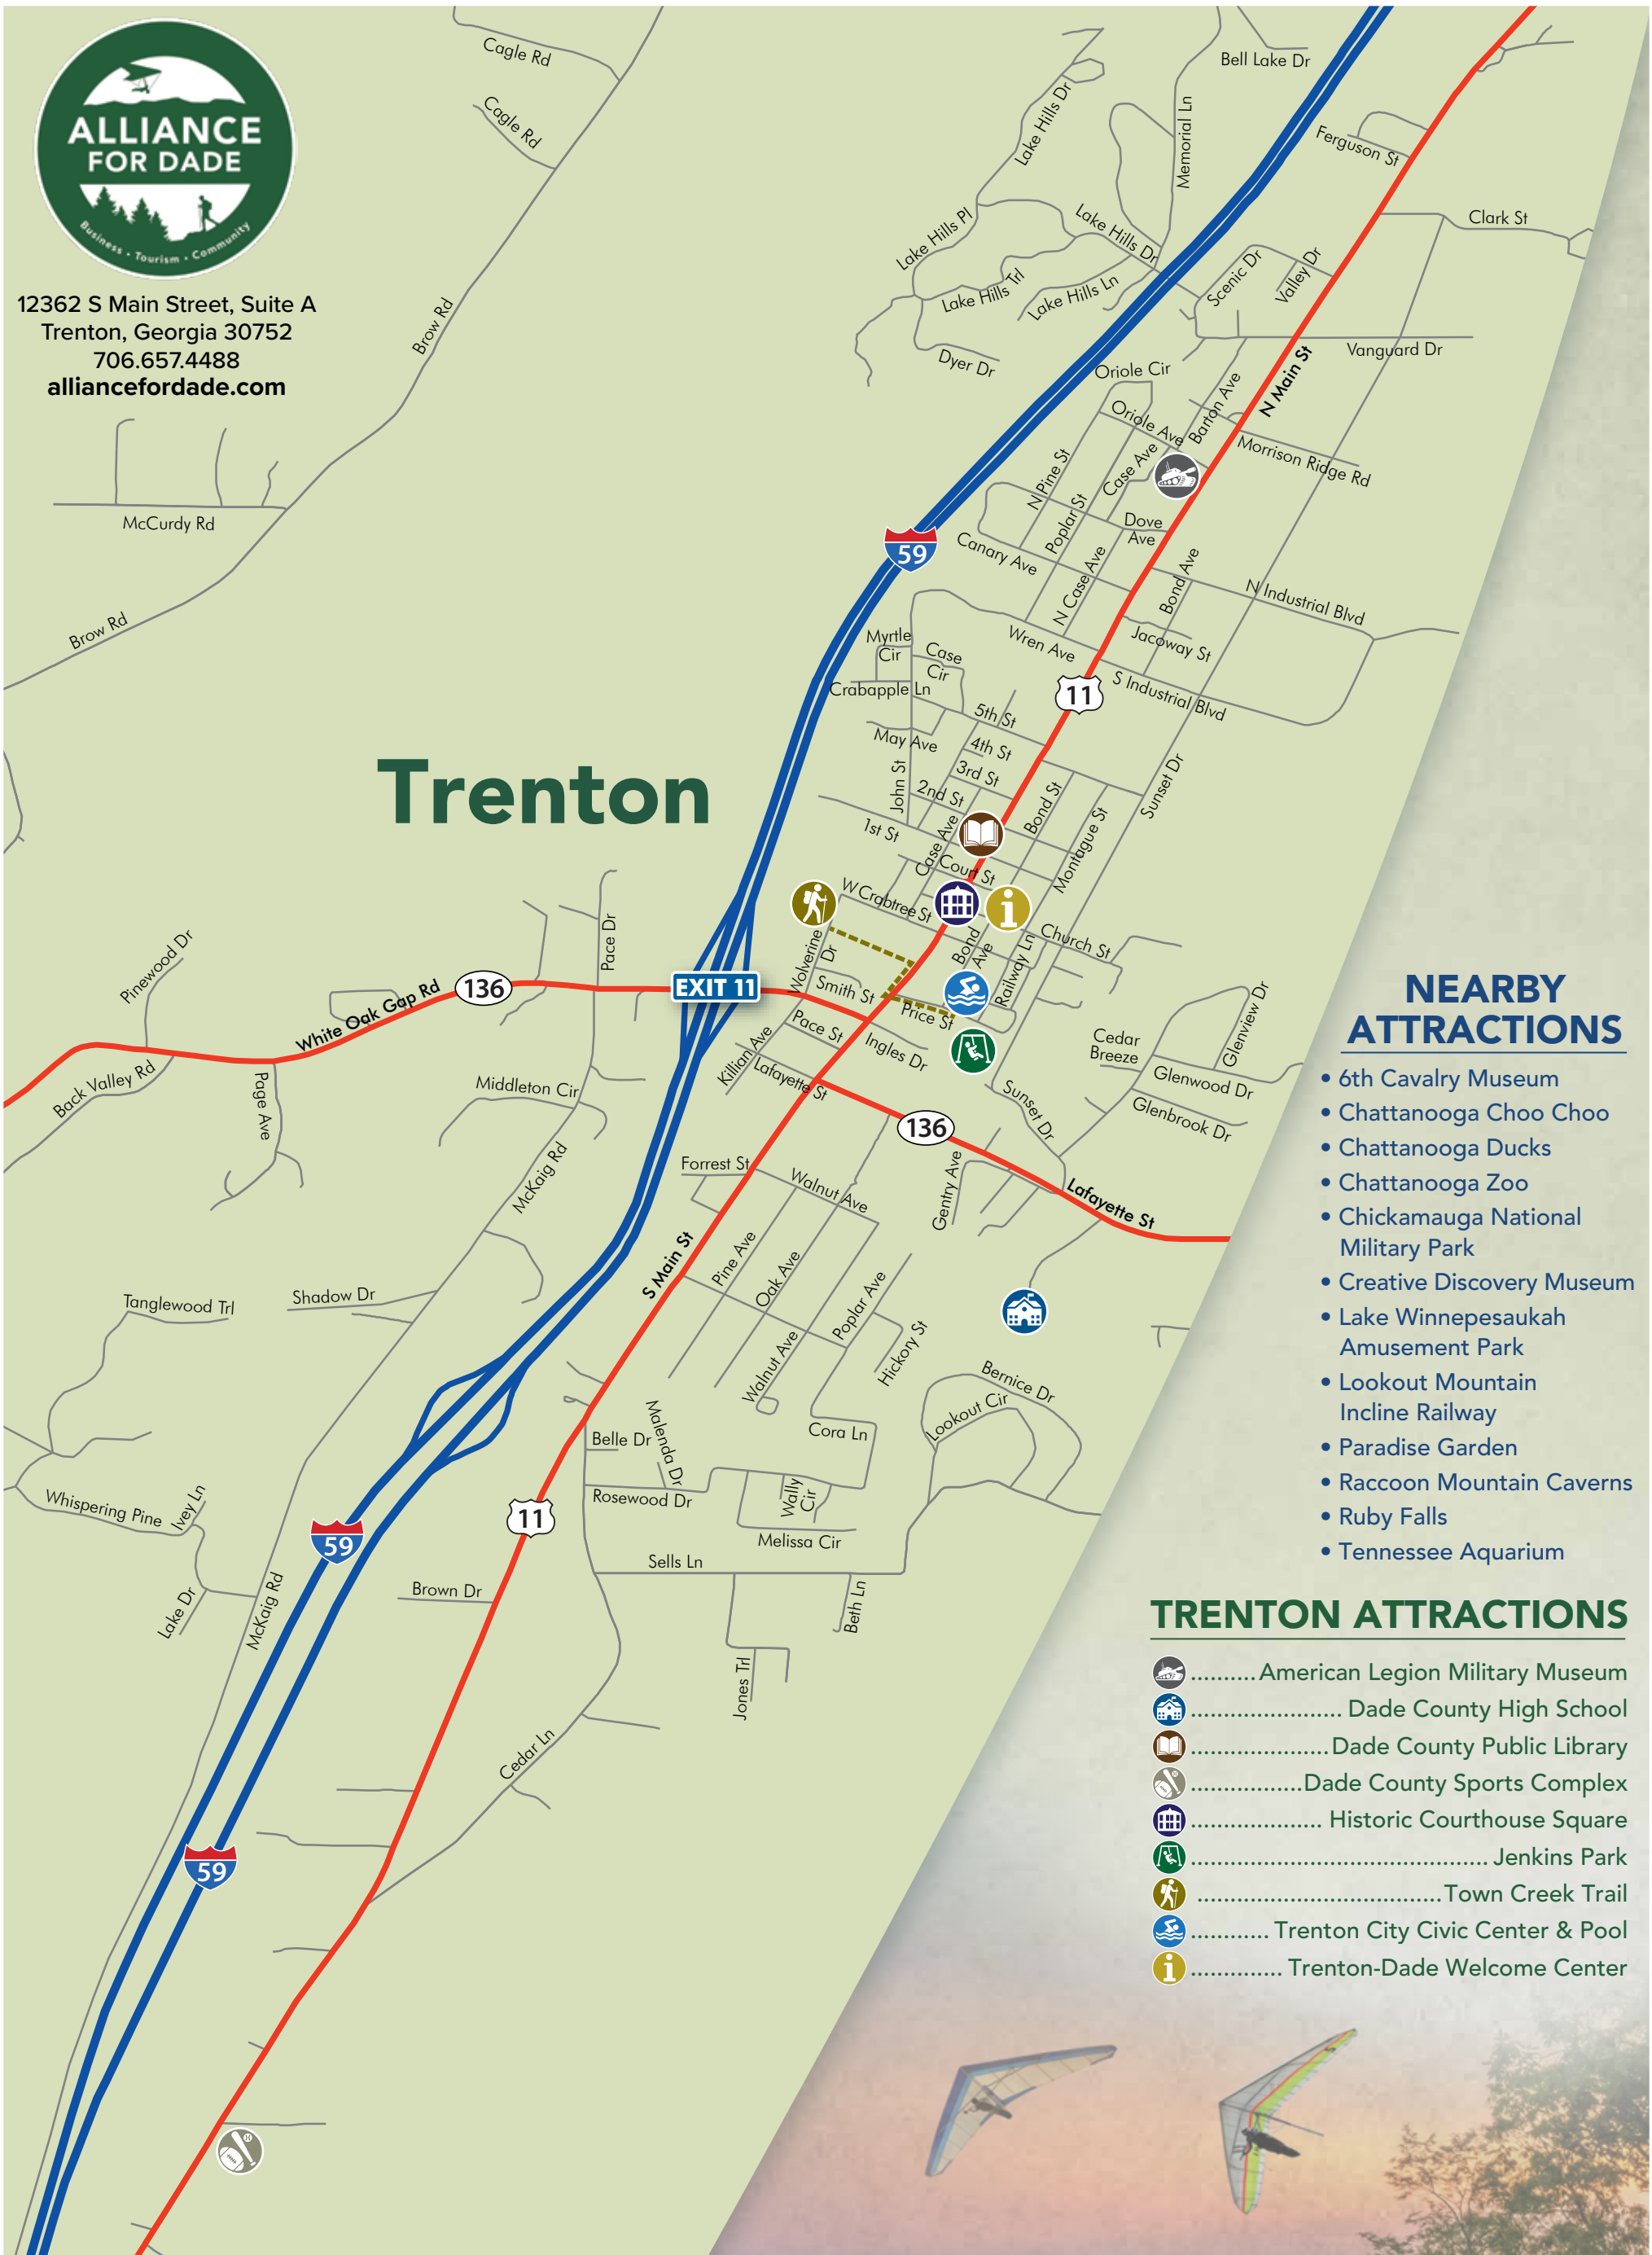 ALLIANCE
FOR DADE
Business • Tourism • Community
12362 S Main Street, Suite A
Trenton, Georgia 30752
706.657.4488
alliancefordade.com
Cagle Rd
Cagle Rd
Brow Rd
McCurdy Rd
Brow Rd
Bell Lake Dr
Lake Hills Dr
Memorial Ln
Ferguson St
Clark St
Lake Hills Pl
Lake Hills Dr
Scenic Dr
Valley Dr
Lake Hills Trl
Lake Hills Ln
Vanguard Dr
Dyer Dr
Oriole Cir
N Main St
Barton Ave
Oriole Ave
Morrison Ridge Rd
Case Ave
N Pine St
Poplar St
Dove
Ave
59
Canary Ave
N Case Ave
Bond Ave
N Industrial Blvd
Myrtle
Cir
Case
Cir
Wren Ave
Jacoway St
Crabapple Ln
11
S Industrial Blvd
5th St
May Ave
4th St
3rd St
Trenton
John St
2nd St
Bond St
Sunset Dr
1st St
Case Ave
Montague St
Court St
W Crabtree St
Church St
Bond
Ave
Wolverine
Dr
Railway Ln
Pace Dr
Pinewood Dr
136
EXIT 11
White Oak Gap Rd
Smith St
Price St
Pace St
Ingles Dr
Killian Ave
Lafayette St
Cedar
Breeze
Glenview Dr
Glenwood Dr
Glenbrook Dr
Sunset Dr
Back Valley Rd
Page Ave
Middleton Cir
McKaig Rd
136
Forrest St
Walnut Ave
Gentry Ave
Lafayette St
S Main St
Pine Ave
Oak Ave
Poplar Ave
Walnut Ave
Hickory St
Tanglewood Trl
Shadow Dr
Bernice Dr
Lookout Cir
Malenda Dr
Belle Dr
Cora Ln
Rosewood Dr
Wally
Cir
Melissa Cir
Whispering Pine
Ivey Ln
59
11
Sells Ln
Brown Dr
Lake Dr
McKaig Rd
Beth Ln
Jones Trl
Cedar Ln
59
NEARBY
ATTRACTIONS
• 6th Cavalry Museum
• Chattanooga Choo Choo
• Chattanooga Ducks
• Chattanooga Zoo
• Chickamauga National
Military Park
• Creative Discovery Museum
• Lake Winnepesaukah
Amusement Park
• Lookout Mountain
Incline Railway
• Paradise Garden
• Raccoon Mountain Caverns
• Ruby Falls
• Tennessee Aquarium
TRENTON ATTRACTIONS
..........American Legion Military Museum
....................... Dade County High School
.....................Dade County Public Library
.................Dade County Sports Complex
.................... Historic Courthouse Square
............................................. Jenkins Park
.....................................Town Creek Trail
............ Trenton City Civic Center & Pool
i .............. Trenton-Dade Welcome Center